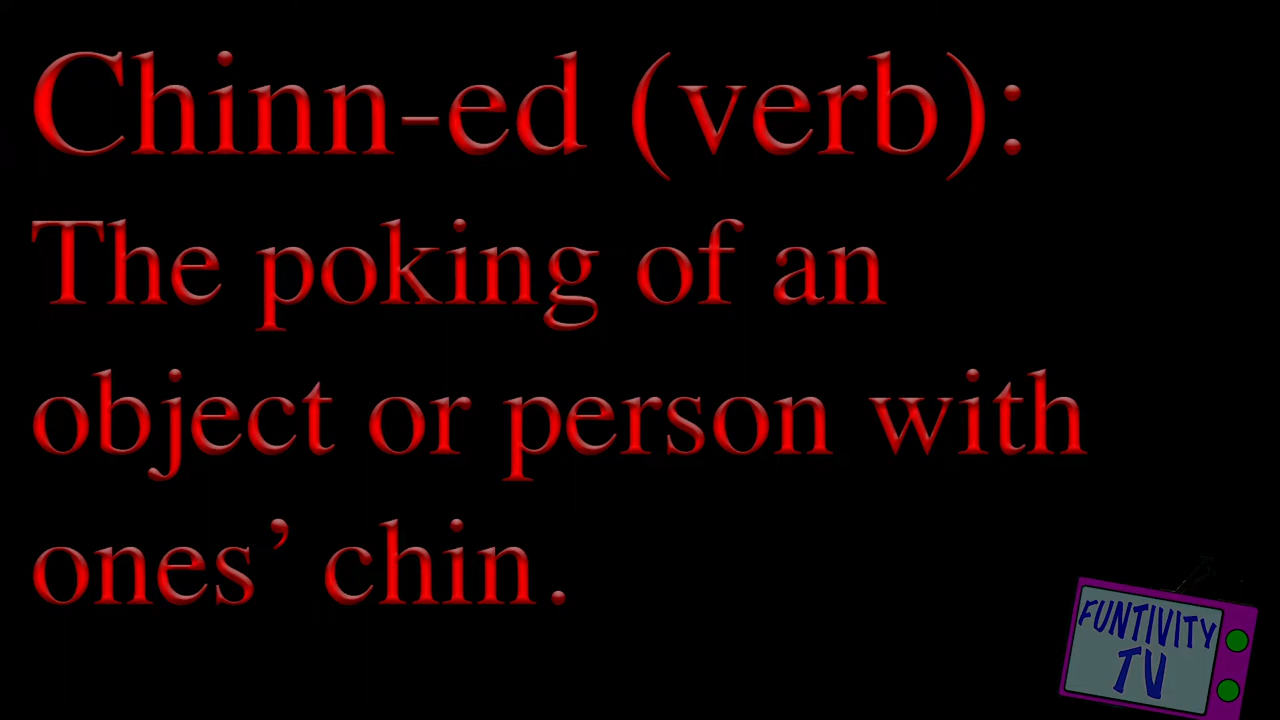 Chinn-ed (verb):
The poking of an
object or person with
ones’ chin.
FUNTIVITY
TV